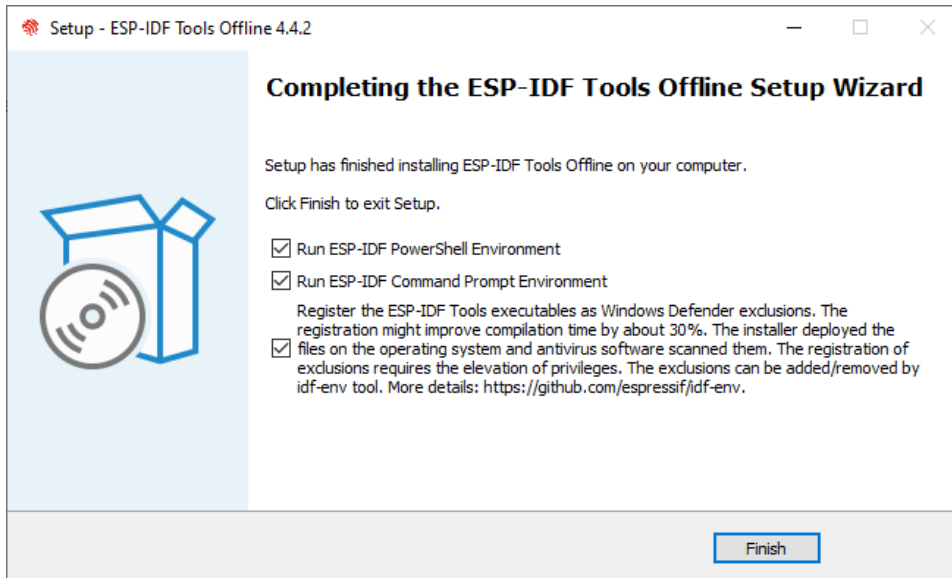 Setup - ESP-IDF Tools Offline 4.4.2
Completing the ESP-IDF Tools Offline Setup Wizard
Setup has finished installing ESP-IDF Tools Offline on your computer.
Click Finish to exit Setup.
Run ESP-IDF PowerShell Environment
Run ESP-IDF Command Prompt Environment
Register the ESP-IDF Tools executables as Windows Defender exclusions. The
registration might improve compilation time by about 30%. The installer deployed the
files on the operating system and antivirus software scanned them. The registration of
exclusions requires the elevation of privileges. The exclusions can be added/removed by
idf-env tool. More details: https://github.com/espressif/idf-env.
Finish